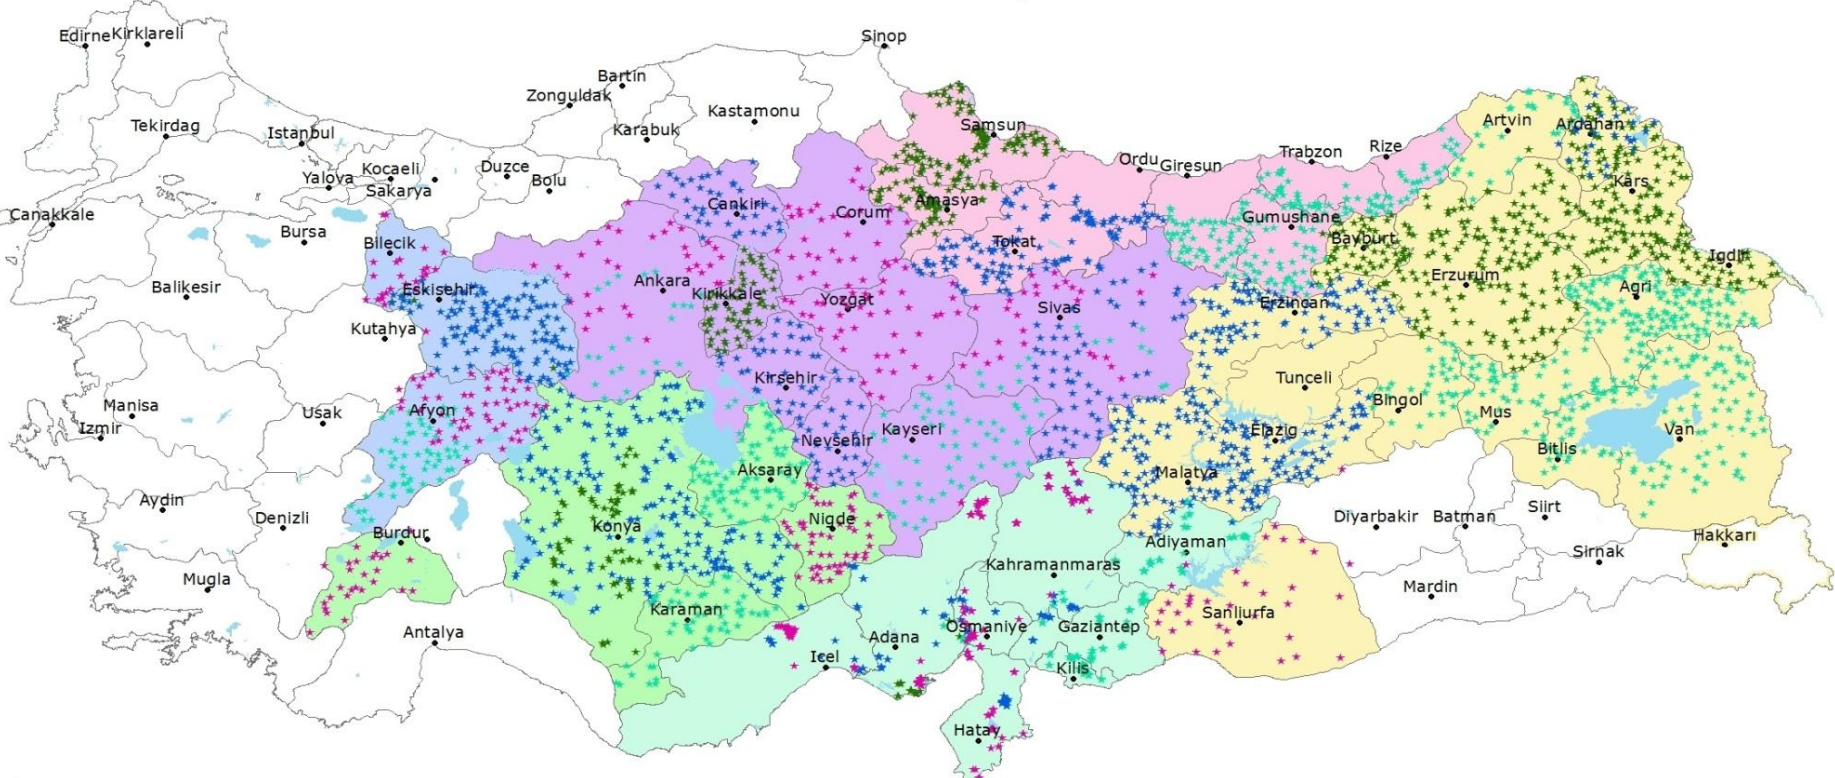 Edirne
Kirklareli
Sinop
Bartin
Zonguldak
Kastamonu
Tekirdag
Istanbul
Karabuk
Samsun
Artvin
Ardahan
Kocaeli
Duzce
Ordu
Giresun
Trabzon
Rize
Yalova
Sakarya
Bolu
Kars
Canakkale
Cankiri
Corum
Amasya
Gumushane
Bursa
Bilecik
Tokat
Bayburt
Igdir
Balikesir
Eskisehir
Ankara
Kirikkale
Yozgat
Sivas
Erzincan
Erzurum
Agri
Kutahya
Kirsehir
Tunceli
Manisa
Usak
Afyon
Bingol
Mus
Izmir
Nevsehir
Kayseri
Elazig
Van
Aksaray
Malatya
Bitlis
Aydin
Denizli
Konya
Nigde
Diyarbakir
Batman
Siirt
Burdur
Adiyaman
Hakkari
Mugla
Kahramanmaras
Sirnak
Mardin
Karaman
Sanliurfa
Antalya
Adana
Osmaniye
Gaziantep
Icel
Kilis
Hatay